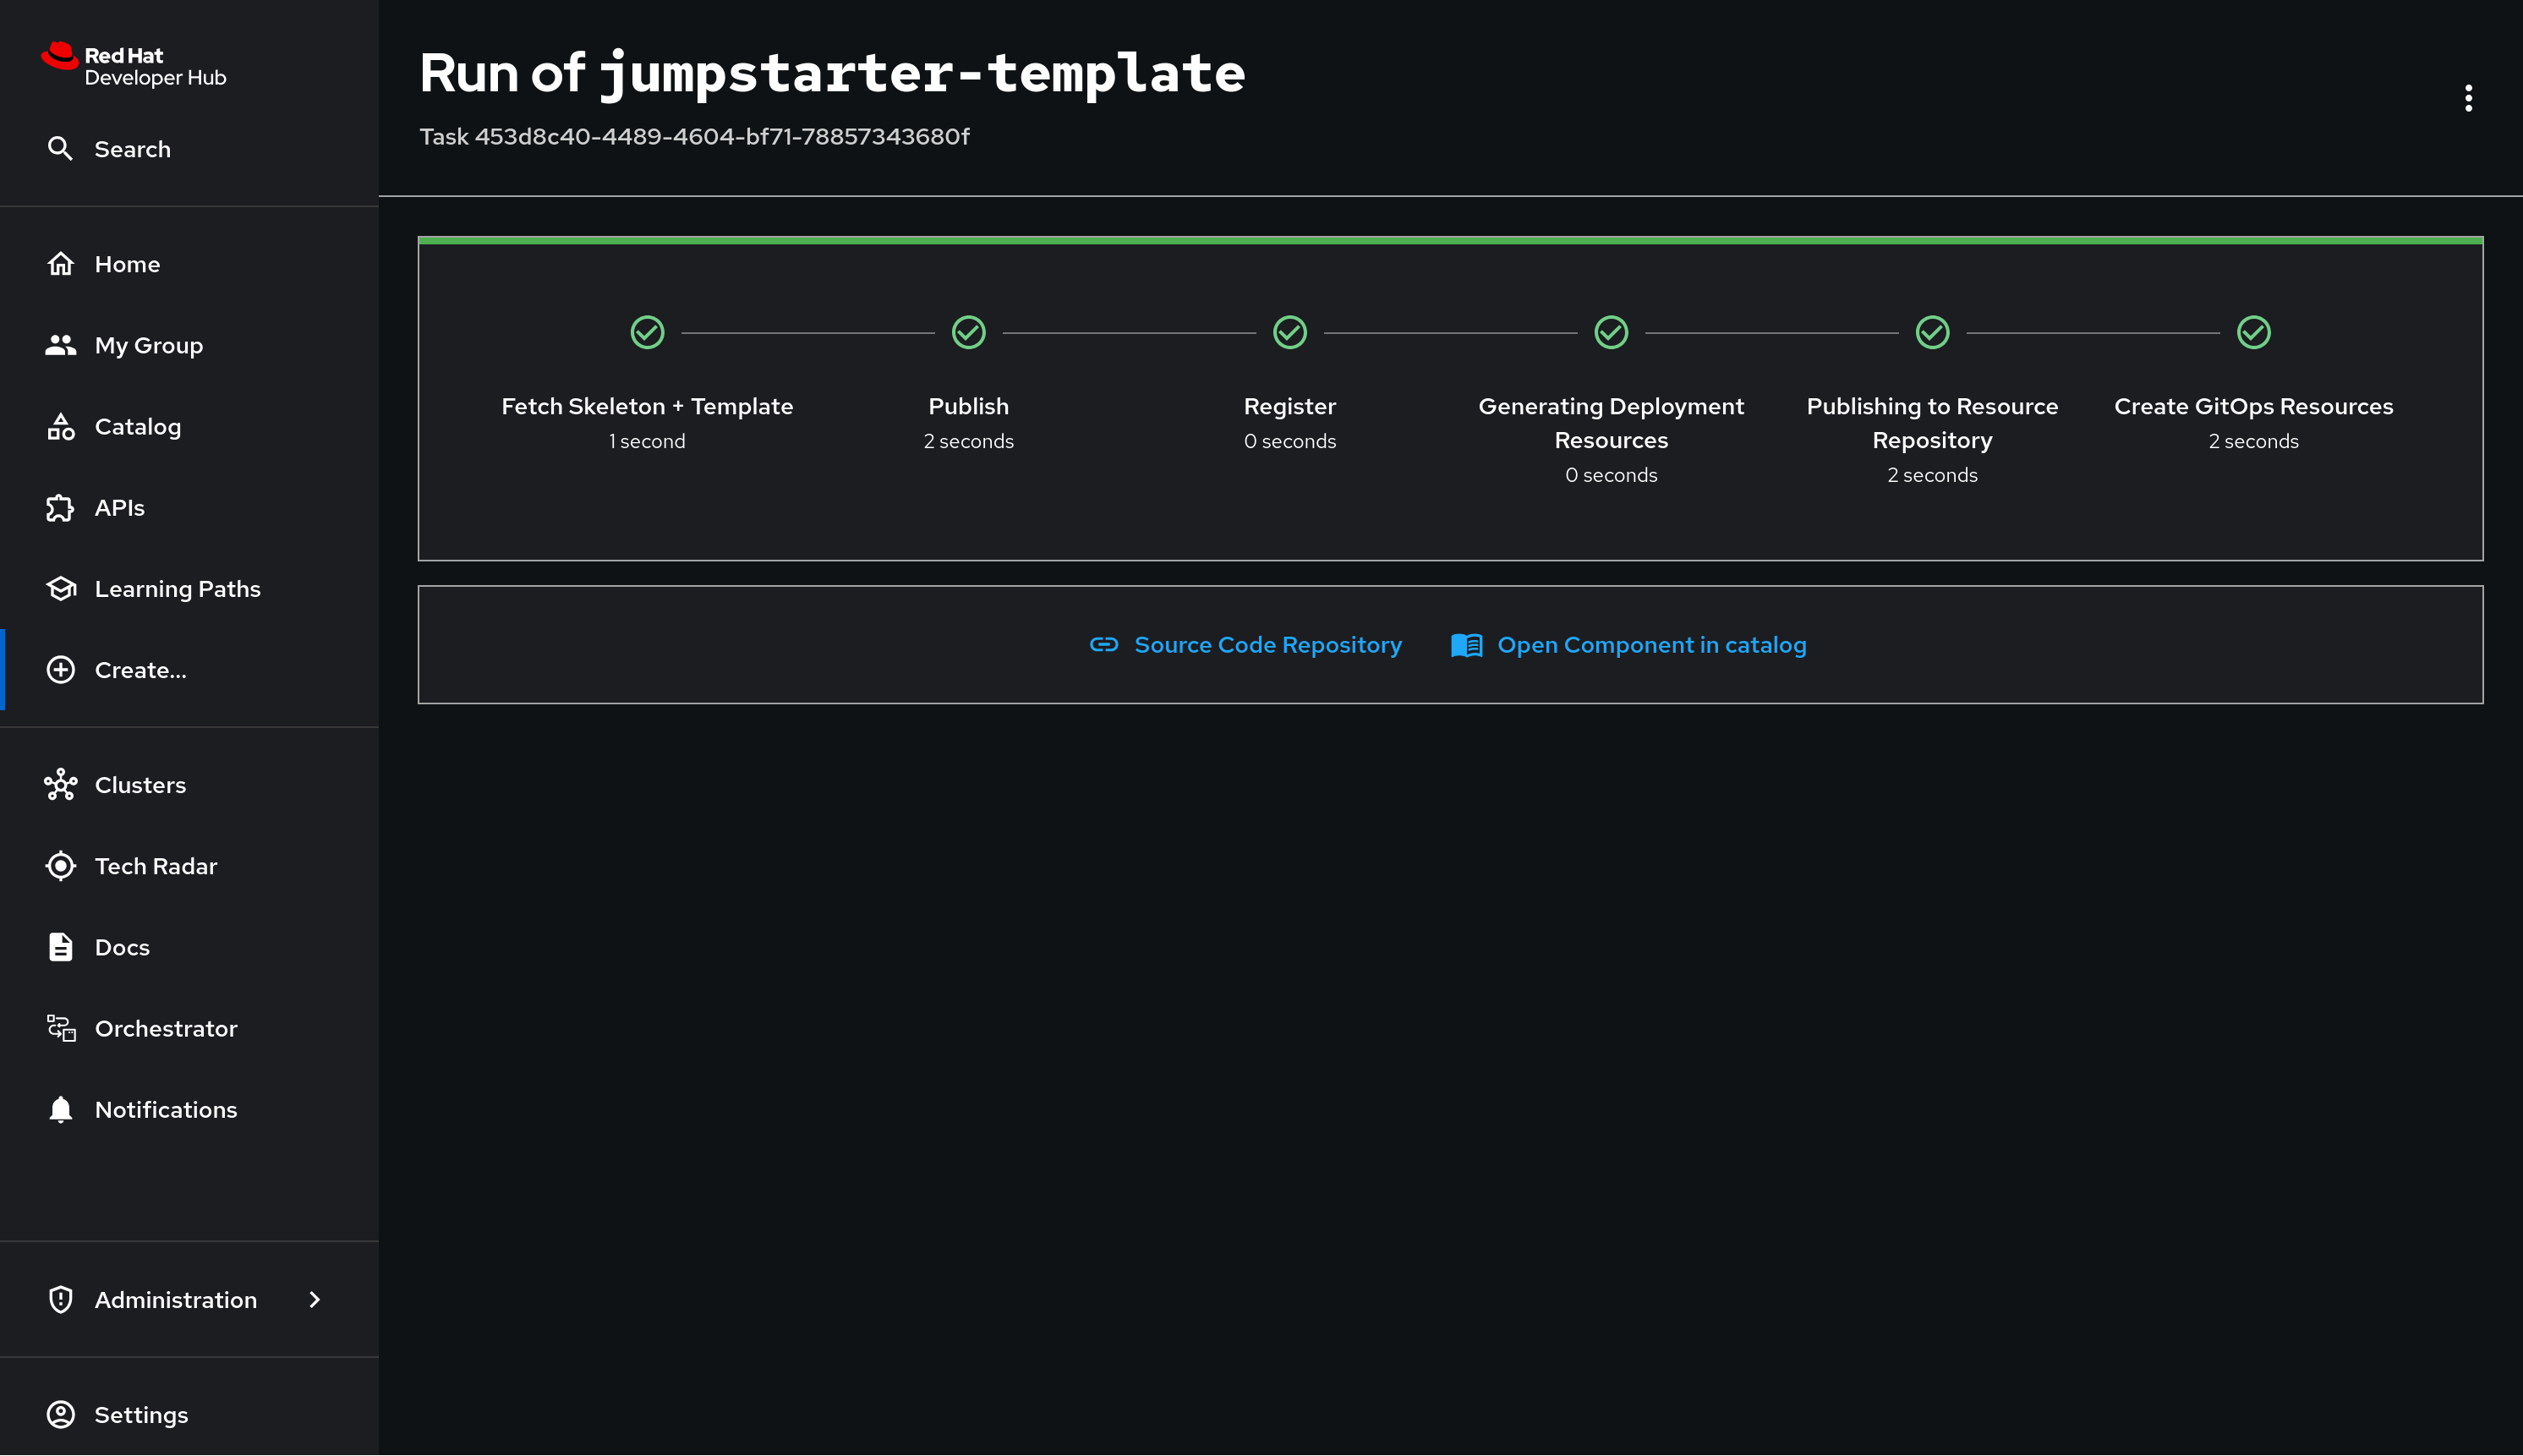 Red Hat
Developer Hub
Search
Home
My Group
Catalog
APIs
Learning Paths
Create...
Clusters
Tech Radar
Docs
Orchestrator
Notifications
Administration
Settings
Run of jumpstarter-template
Task 453d8c40-4489-4604-bf71-78857343680f
Fetch Skeleton + Template
1 second
Publish
2 seconds
Register
0 seconds
Generating Deployment
Resources
0 seconds
Publishing to Resource
Repository
2 seconds
Create GitOps Resources
2 seconds
Source Code Repository
Open Component in catalog